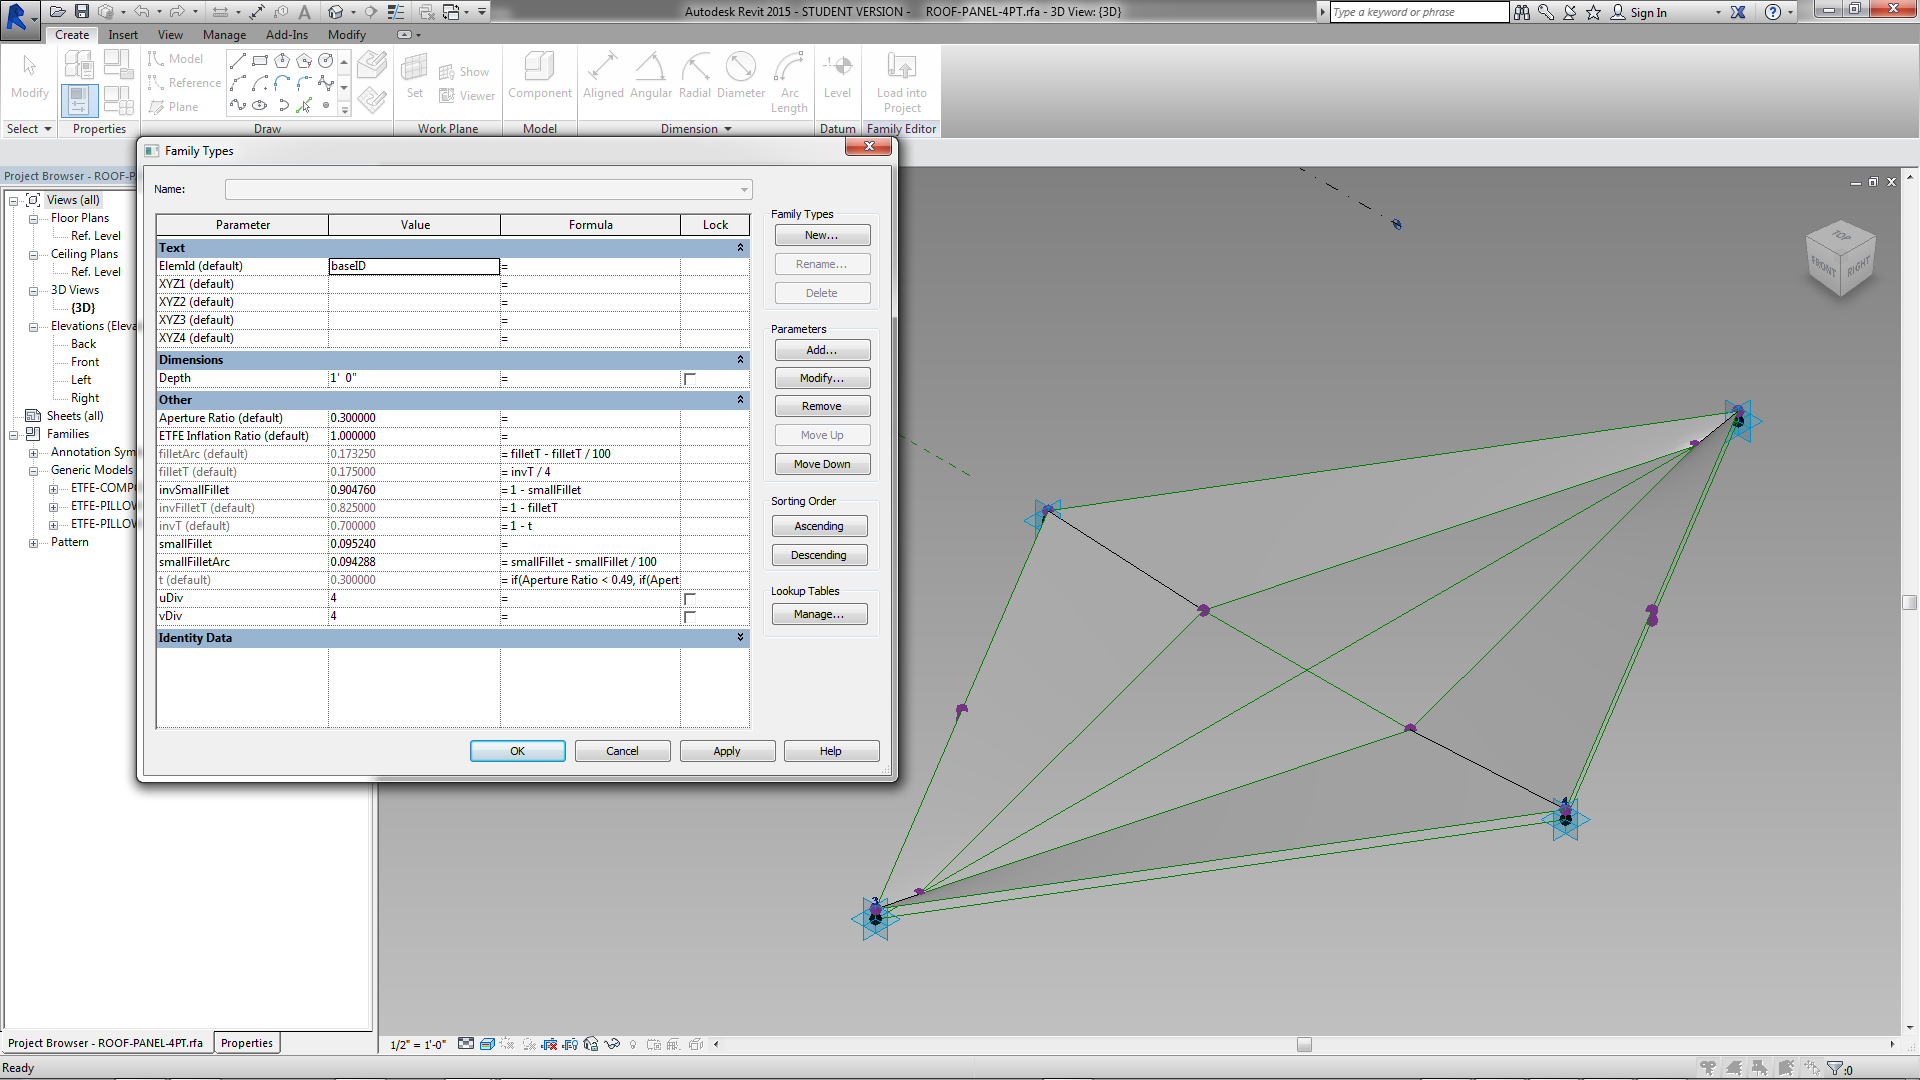 Autodesk Revit 2015 - STUDENT VERSION - ROOF-PANEL-4PT.rfa - 3D View: {3D}
Type a keyword or phrase
Sign In
Create Insert View Manage Add-Ins Modify
Modify
Model
Reference
Plane
Set
Show
Viewer
Component
Aligned Angular Radial Diameter Arc Length
Level
Load into Project
Select Properties Draw Work Plane Model Dimension Datum Family Editor
Project Browser - ROOF-P
Views (all)
Floor Plans
Ref. Level
Ceiling Plans
Ref. Level
3D Views
{3D}
Elevations (Eleva
Back
Front
Left
Right
Sheets (all)
Families
Annotation Sym
Generic Models
ETFE-COMP
ETFE-PILLOW
ETFE-PILLOW
Pattern
Family Types
Name:
Parameter Value Formula Lock
Text
ElemId (default) baseID =
XYZ1 (default) =
XYZ2 (default) =
XYZ3 (default) =
XYZ4 (default) =
Dimensions
Depth 1' 0" =
Other
Aperture Ratio (default) 0.300000 =
ETFE Inflation Ratio (default) 1.000000 =
filletArc (default) 0.173250 = filletT - filletT / 100
filletT (default) 0.175000 = invT / 4
invSmallFillet 0.904760 = 1 - smallFillet
invFilletT (default) 0.825000 = 1 - filletT
invT (default) 0.700000 = 1 - t
smallFillet 0.095240 =
smallFilletArc 0.094288 = smallFillet - smallFillet / 100
t (default) 0.300000 = if(Aperture Ratio < 0.49, if(Apert
uDiv 4 =
vDiv 4 =
Identity Data
Family Types
New...
Rename...
Delete
Parameters
Add...
Modify...
Remove
Move Up
Move Down
Sorting Order
Ascending
Descending
Lookup Tables
Manage...
OK Cancel Apply Help
TOP
FRONT RIGHT
Project Browser - ROOF-PANEL-4PT.rfa Properties
1/2" = 1'-0"
Ready
:0